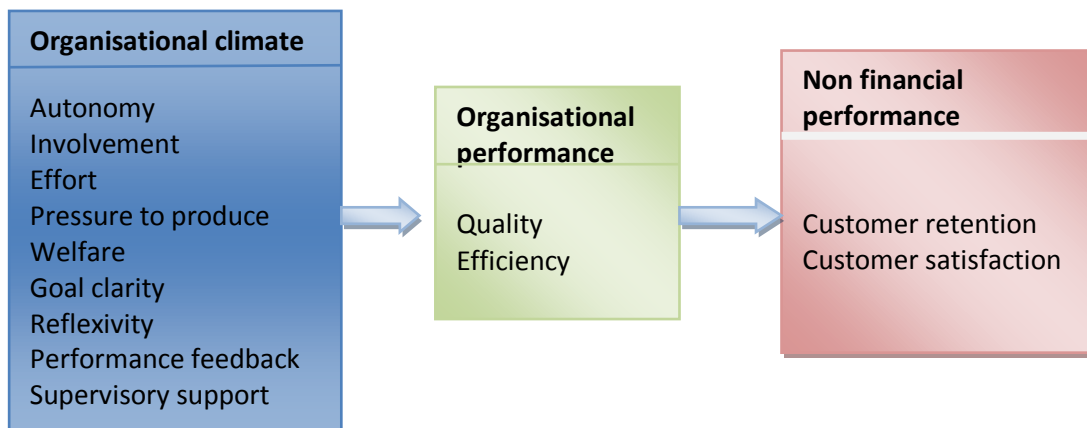 Organisational climate
Autonomy
Involvement
Effort
Pressure to produce
Welfare
Goal clarity
Reflexivity
Performance feedback
Supervisory support
Organisational
performance
Quality
Efficiency
Non financial
performance
Customer retention
Customer satisfaction